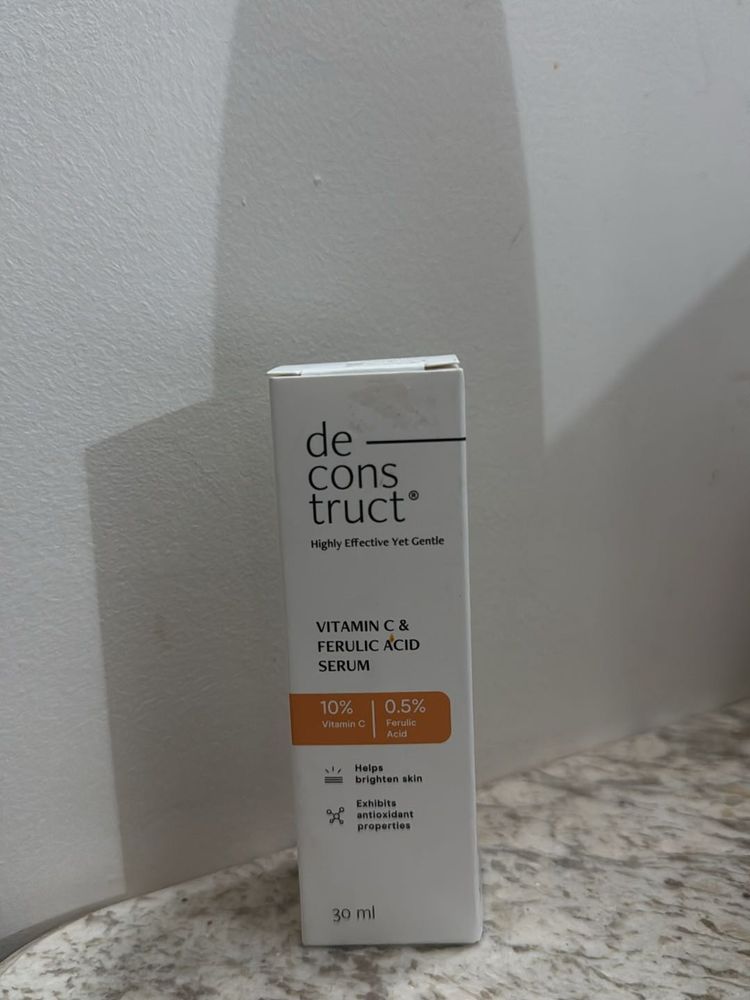 de
cons
truct®
Highly Effective Yet Gentle
VITAMIN C &
FERULIC ACID
SERUM
10%
Vitamin C
0.5%
Ferulic
Acid
Helps
brighten skin
Exhibits
antioxidant
properties
30 ml